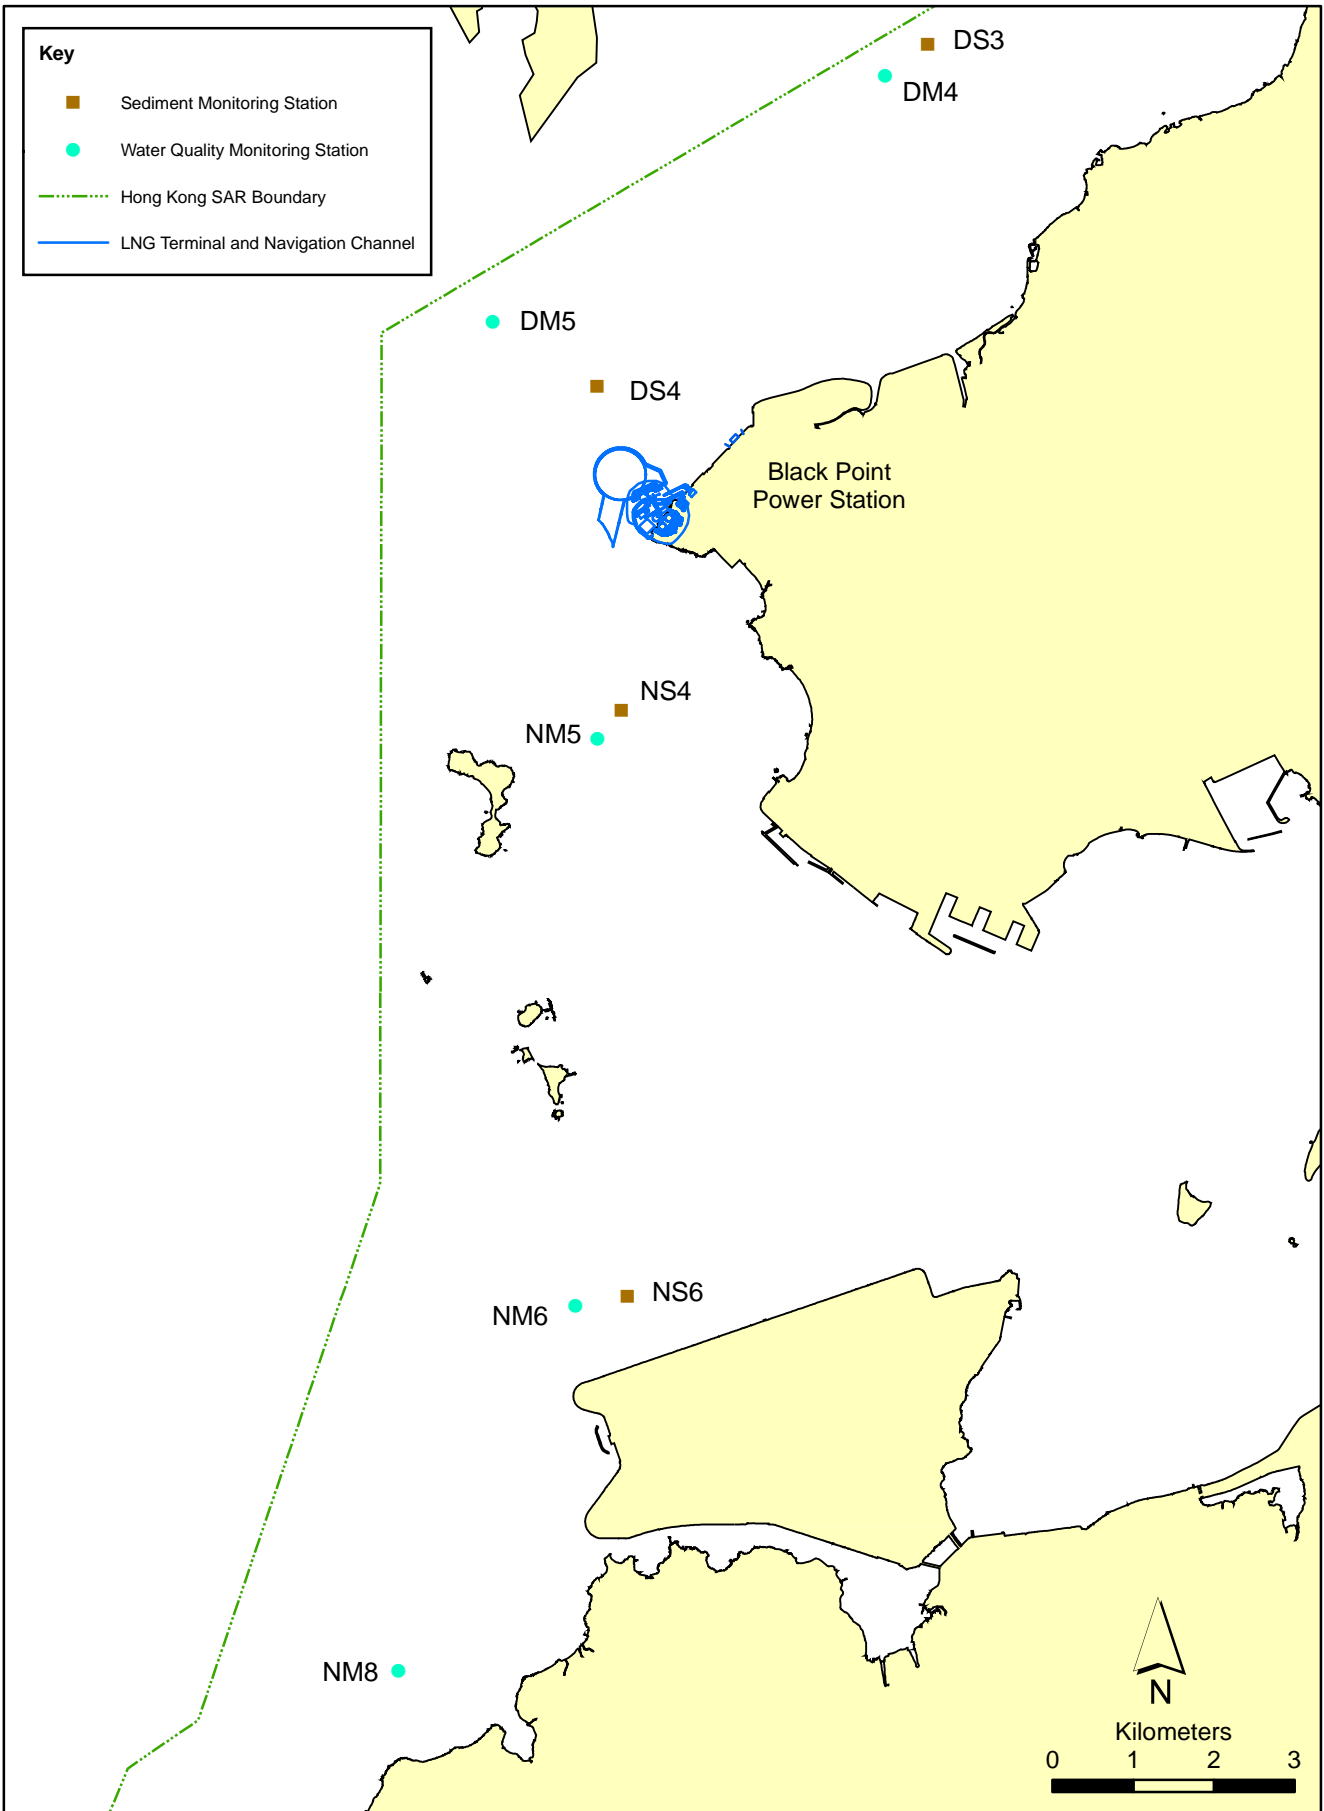 Key
Sediment Monitoring Station
Water Quality Monitoring Station
Hong Kong SAR Boundary
LNG Terminal and Navigation Channel
DS3
DM4
DM5
DS4
Black Point
Power Station
NS4
NM5
NS6
NM6
NM8
N
Kilometers
0 1 2 3